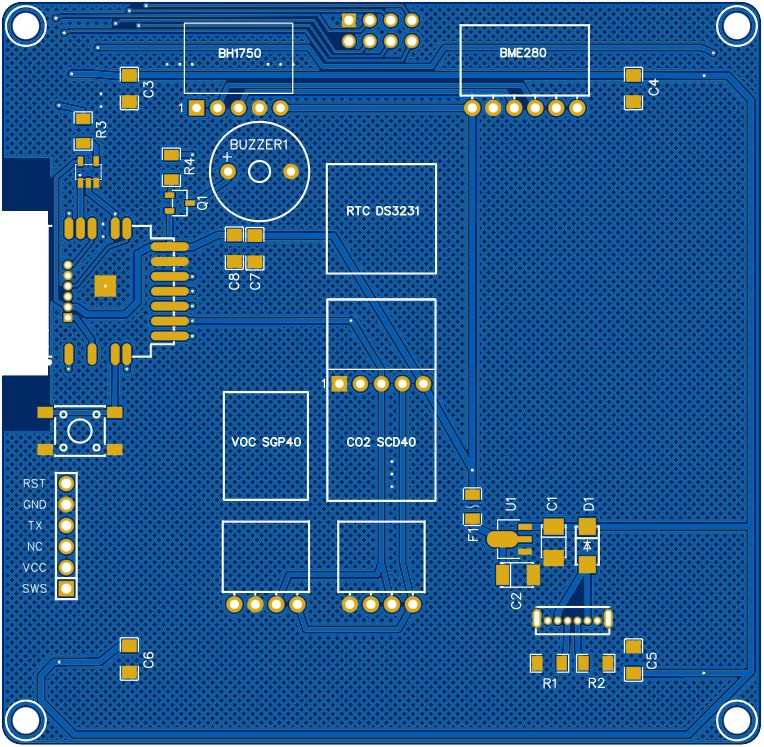 BH1750
BME280
C3
C4
1
R3
BUZZER1
+
R4
Q1
RTC DS3231
C8
C7
1
VOC SGP40
CO2 SCD40
RST
GND
TX
NC
VCC
SWS
F1
U1
C1
D1
C2
C6
C5
R1
R2